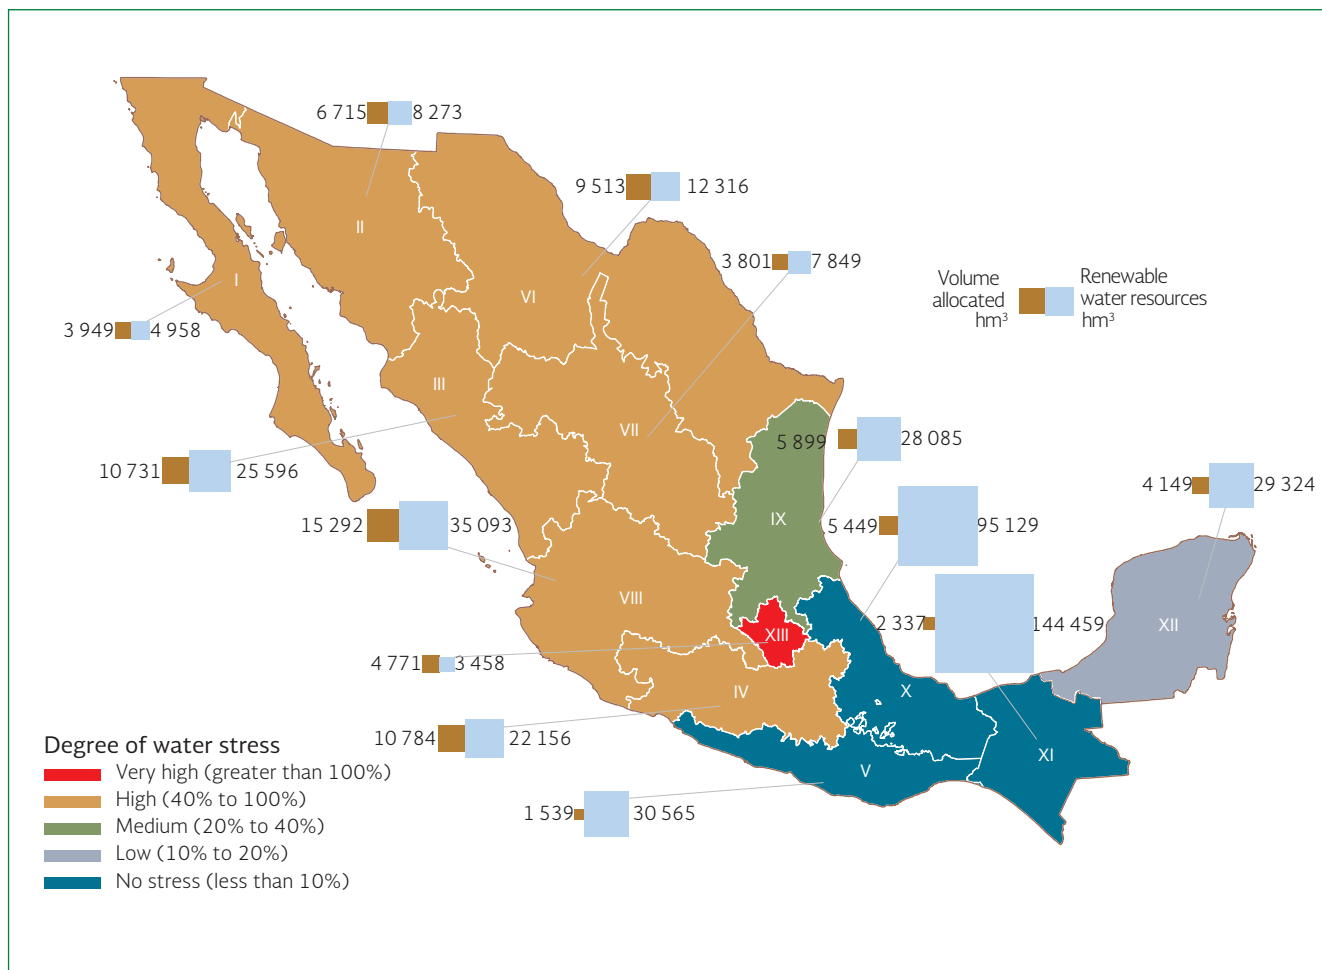 6 715 8 273
9 513 12 316
3 801 7 849
Volume
allocated
hm³
Renewable
water resources
hm³
II
I
VI
3 949 4 958
III
VII
5 899 28 085
10 731 25 596
4 149 29 324
15 292 35 093
IX
5 449 95 129
VIII
XIII
2 337 144 459
XII
4 771 3 458
IV
X
10 784 22 156
XI
V
1 539 30 565
Degree of water stress
Very high (greater than 100%)
High (40% to 100%)
Medium (20% to 40%)
Low (10% to 20%)
No stress (less than 10%)